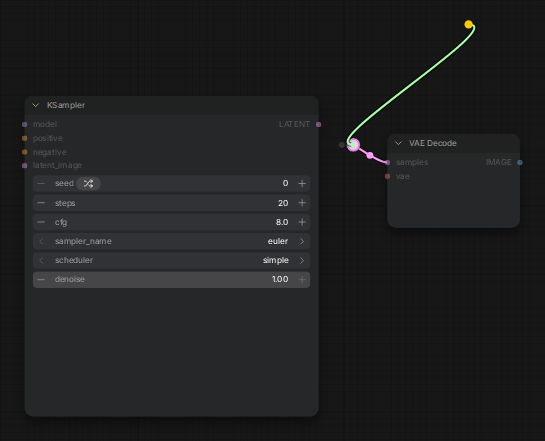 KSampler
model LATENT
positive
negative
latent_image
seed 0
steps 20
cfg 8.0
sampler_name euler
scheduler simple
denoise 1.00
VAE Decode
samples IMAGE
vae